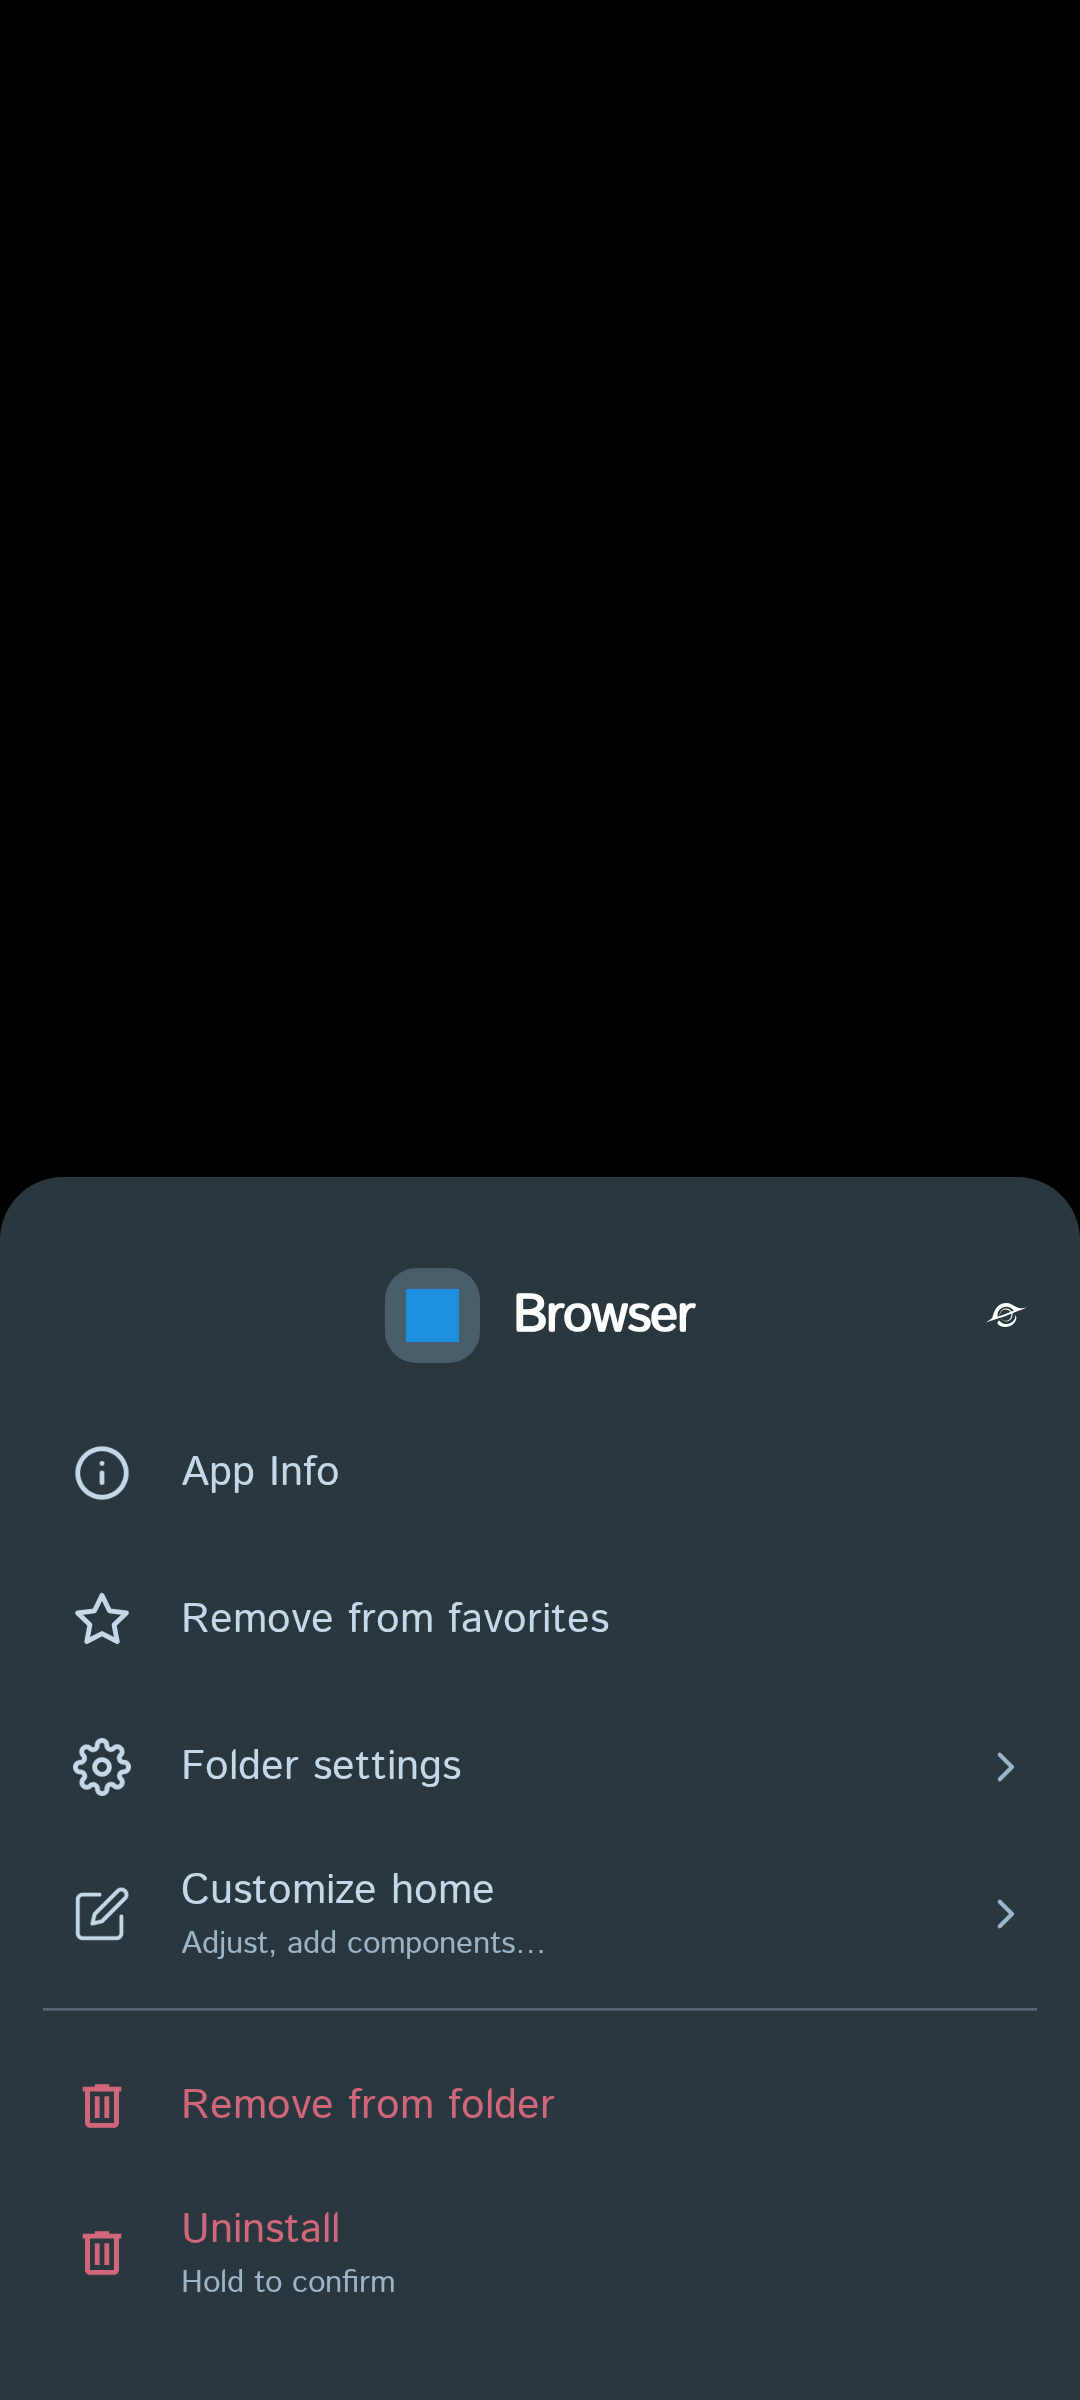 Browser
App Info
Remove from favorites
Folder settings
Customize home
Adjust, add components...
Remove from folder
Uninstall
Hold to confirm